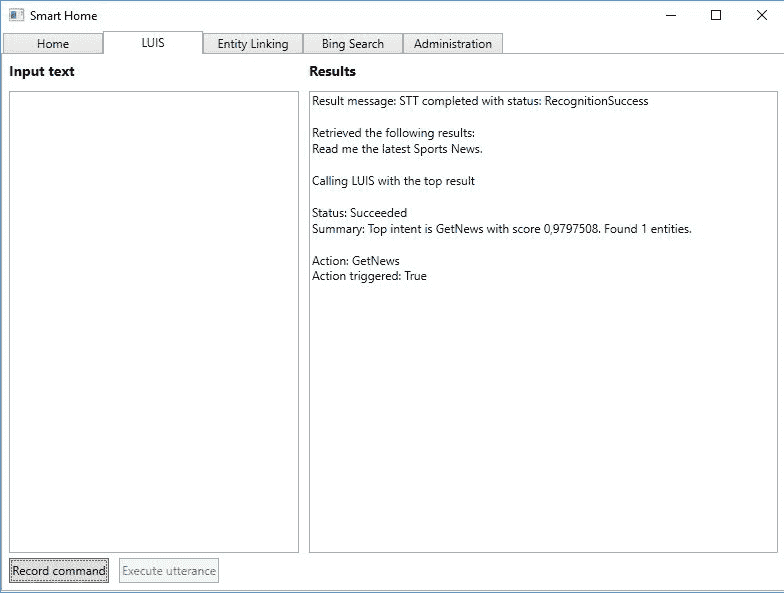 Smart Home
Home LUIS Entity Linking Bing Search Administration
Input text
Results
Result message: STT completed with status: RecognitionSuccess
Retrieved the following results:
Read me the latest Sports News.
Calling LUIS with the top result
Status: Succeeded
Summary: Top intent is GetNews with score 0,9797508. Found 1 entities.
Action: GetNews
Action triggered: True
Record command Execute utterance